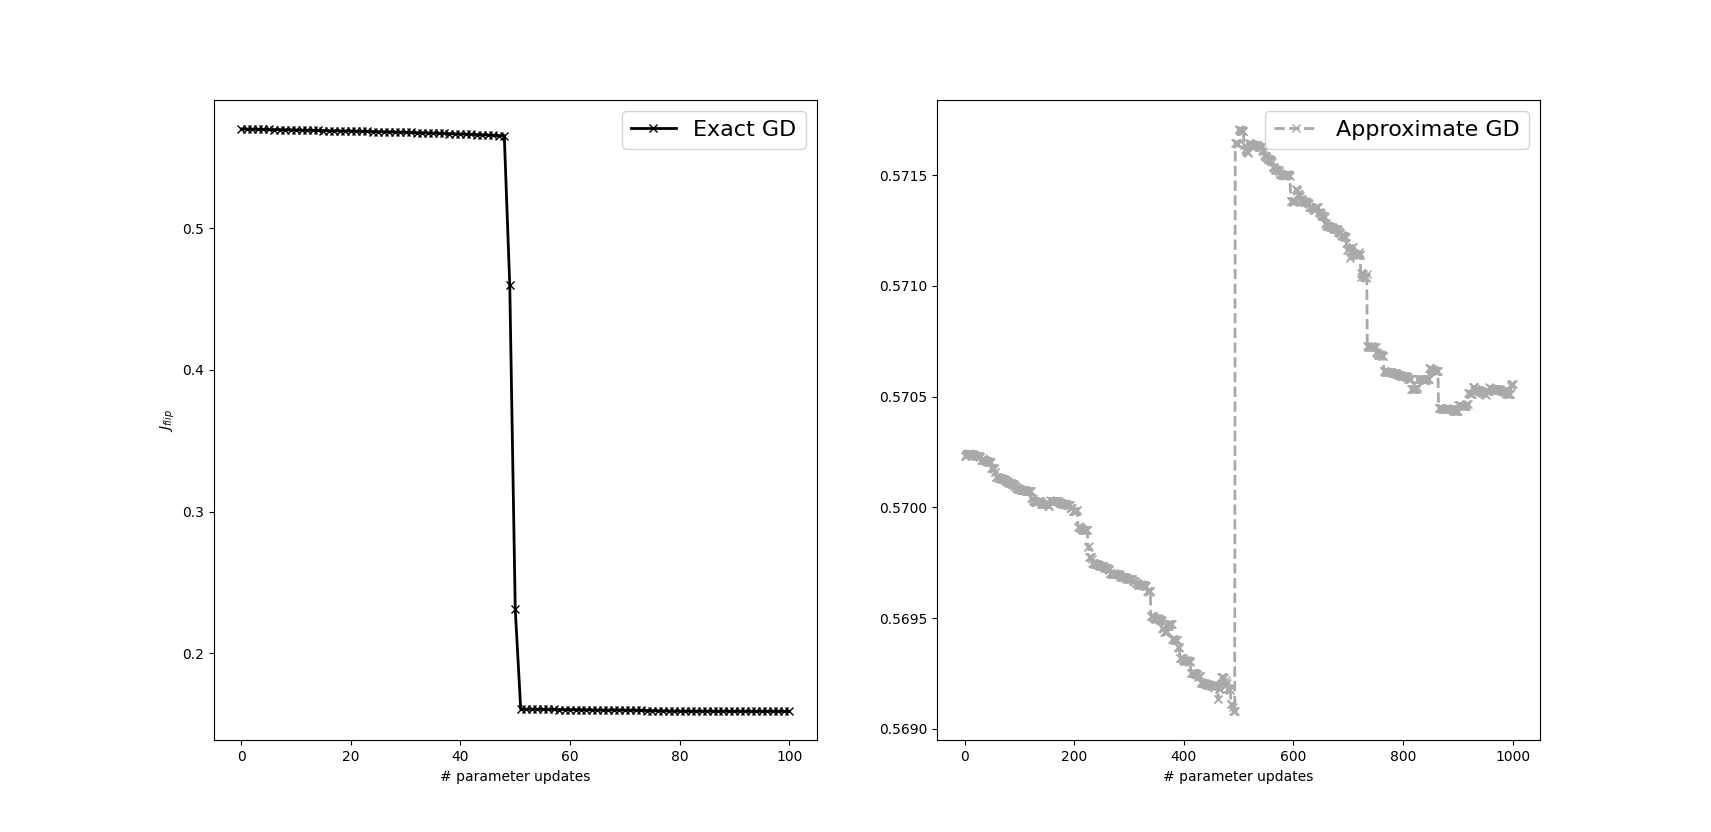 Exact GD
0.5
0.4
0.3
0.2
J_flip
0 20 40 60 80 100
# parameter updates
Approximate GD
0.5715
0.5710
0.5705
0.5700
0.5695
0.5690
0 200 400 600 800 1000
# parameter updates